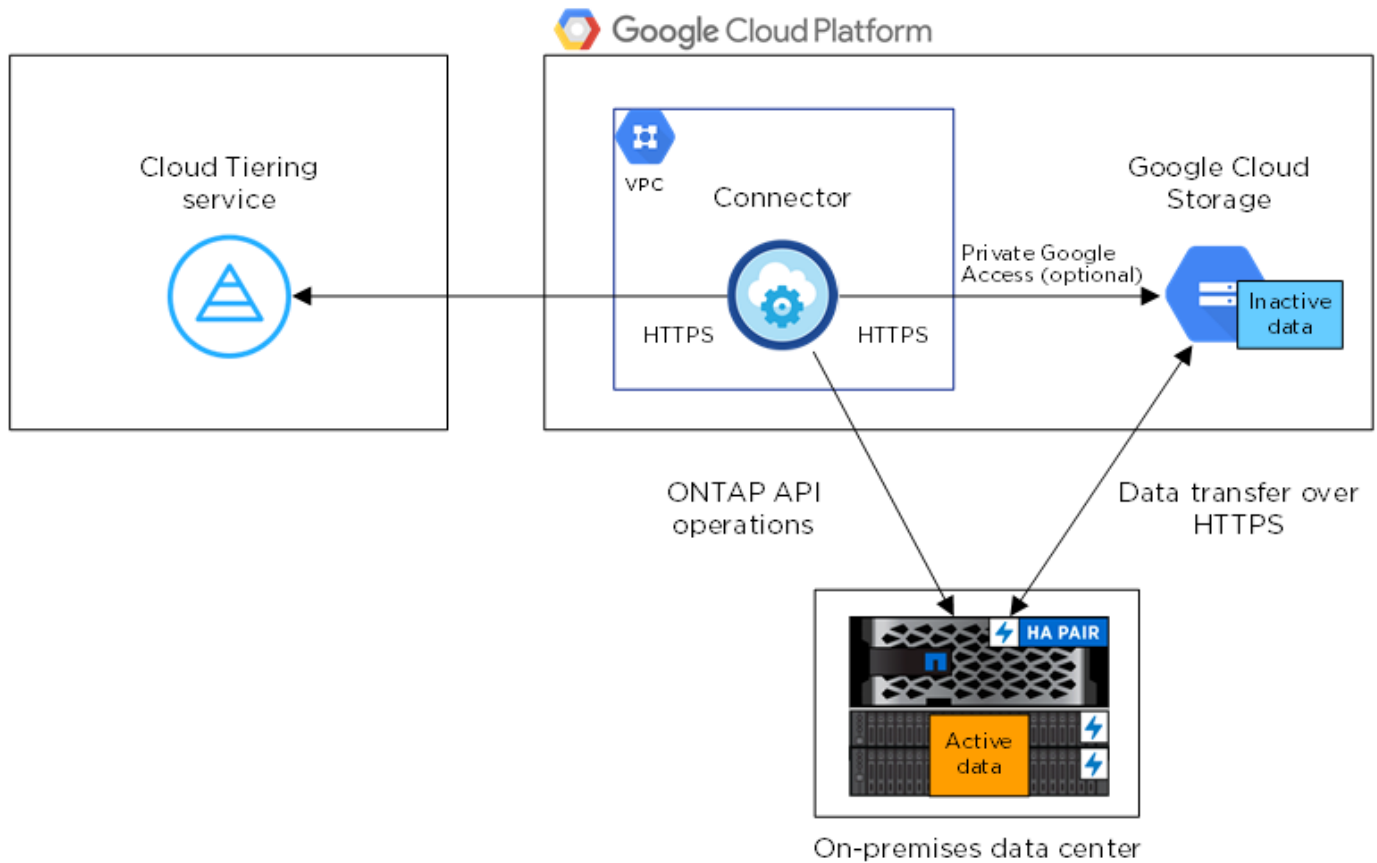 Google Cloud Platform
Cloud Tiering
service
VPC
Connector
Google Cloud
Storage
Private Google
Access (optional)
Inactive
data
HTTPS
HTTPS
ONTAP API
operations
Data transfer over
HTTPS
HA PAIR
Active
data
On-premises data center